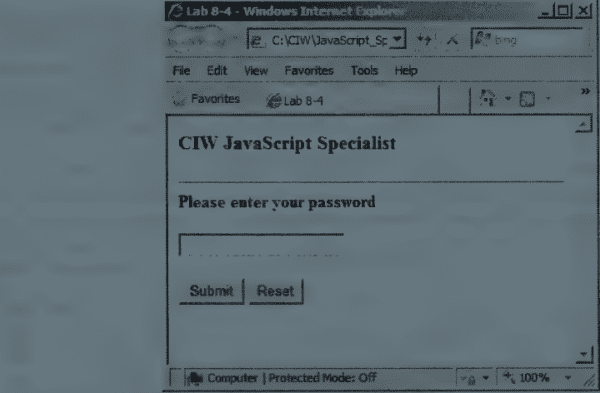 Lab 8-4 - Windows Internet Explorer
C:\CIW\JavaScript_Sp
bing
File Edit View Favorites Tools Help
Favorites Lab 8-4
CIW JavaScript Specialist
Please enter your password
Submit Reset
Computer | Protected Mode: Off 100%